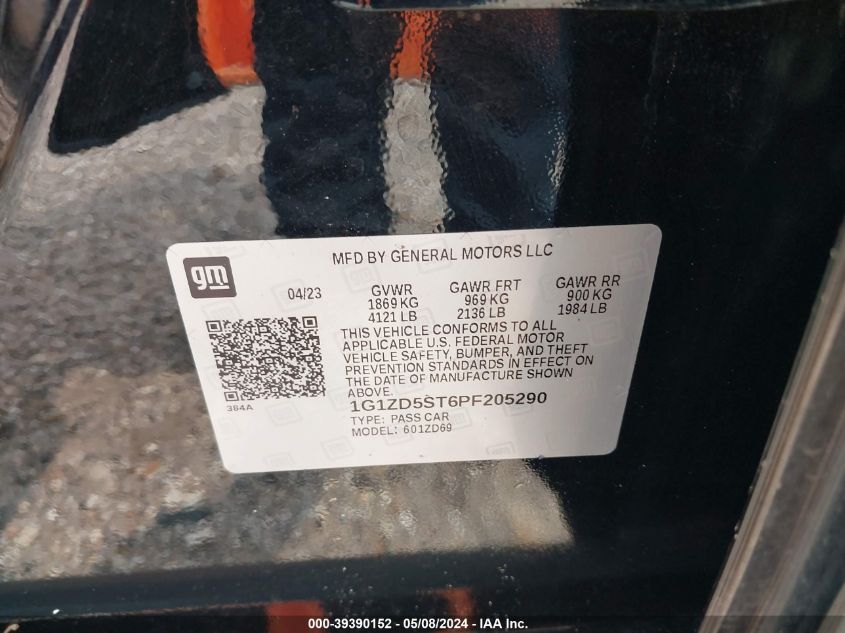 MFD BY GENERAL MOTORS LLC
gm
04/23
GVWR GAWR FRT GAWR RR
1869 KG 969 KG 900 KG
4121 LB 2136 LB 1984 LB
THIS VEHICLE CONFORMS TO ALL
APPLICABLE U.S. FEDERAL MOTOR
VEHICLE SAFETY, BUMPER, AND THEFT
PREVENTION STANDARDS IN EFFECT ON
THE DATE OF MANUFACTURE SHOWN
ABOVE.
384A
1G1ZD5ST6PF205290
TYPE: PASS CAR
MODEL: 601ZD69
000-39390152 - 05/08/2024 - IAA Inc.